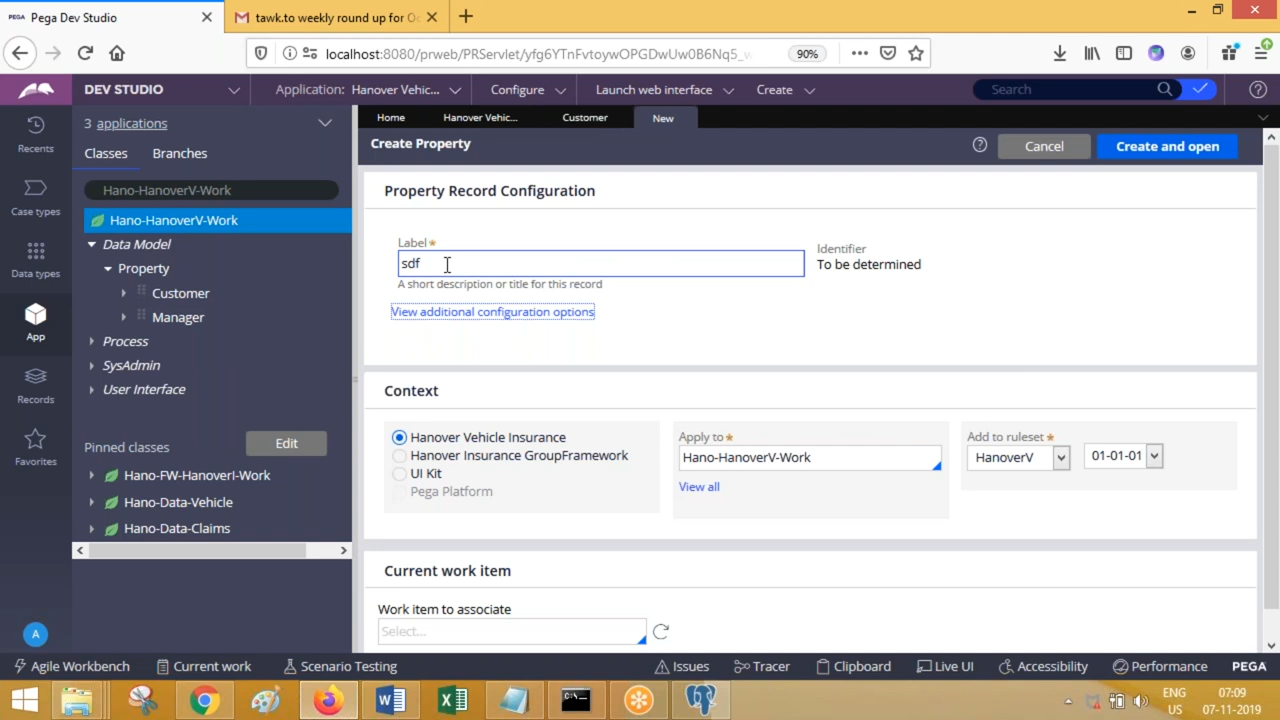 PEGA Pega Dev Studio
tawk.to weekly round up for Oc
localhost:8080/prweb/PRServlet/yfg6YTnFvtoywOPGDwUw0B6Nq5_
90%
DEV STUDIO
Application: Hanover Vehic...
Configure
Launch web interface
Create
Search
Recents
Case types
Data types
App
Records
Favorites
A
3 applications
Classes
Branches
Hano-HanoverV-Work
Hano-HanoverV-Work
Data Model
Property
Customer
Manager
Process
SysAdmin
User Interface
Pinned classes
Edit
Hano-FW-HanoverI-Work
Hano-Data-Vehicle
Hano-Data-Claims
Home
Hanover Vehic...
Customer
New
Create Property
Cancel
Create and open
Property Record Configuration
Label*
sdf
A short description or title for this record
Identifier
To be determined
View additional configuration options
Context
Hanover Vehicle Insurance
Hanover Insurance GroupFramework
UI Kit
Pega Platform
Apply to*
Hano-HanoverV-Work
View all
Add to ruleset*
HanoverV
01-01-01
Current work item
Work item to associate
Select...
Agile Workbench
Current work
Scenario Testing
Issues
Tracer
Clipboard
Live UI
Accessibility
Performance
PEGA
ENG
US
07:09
07-11-2019